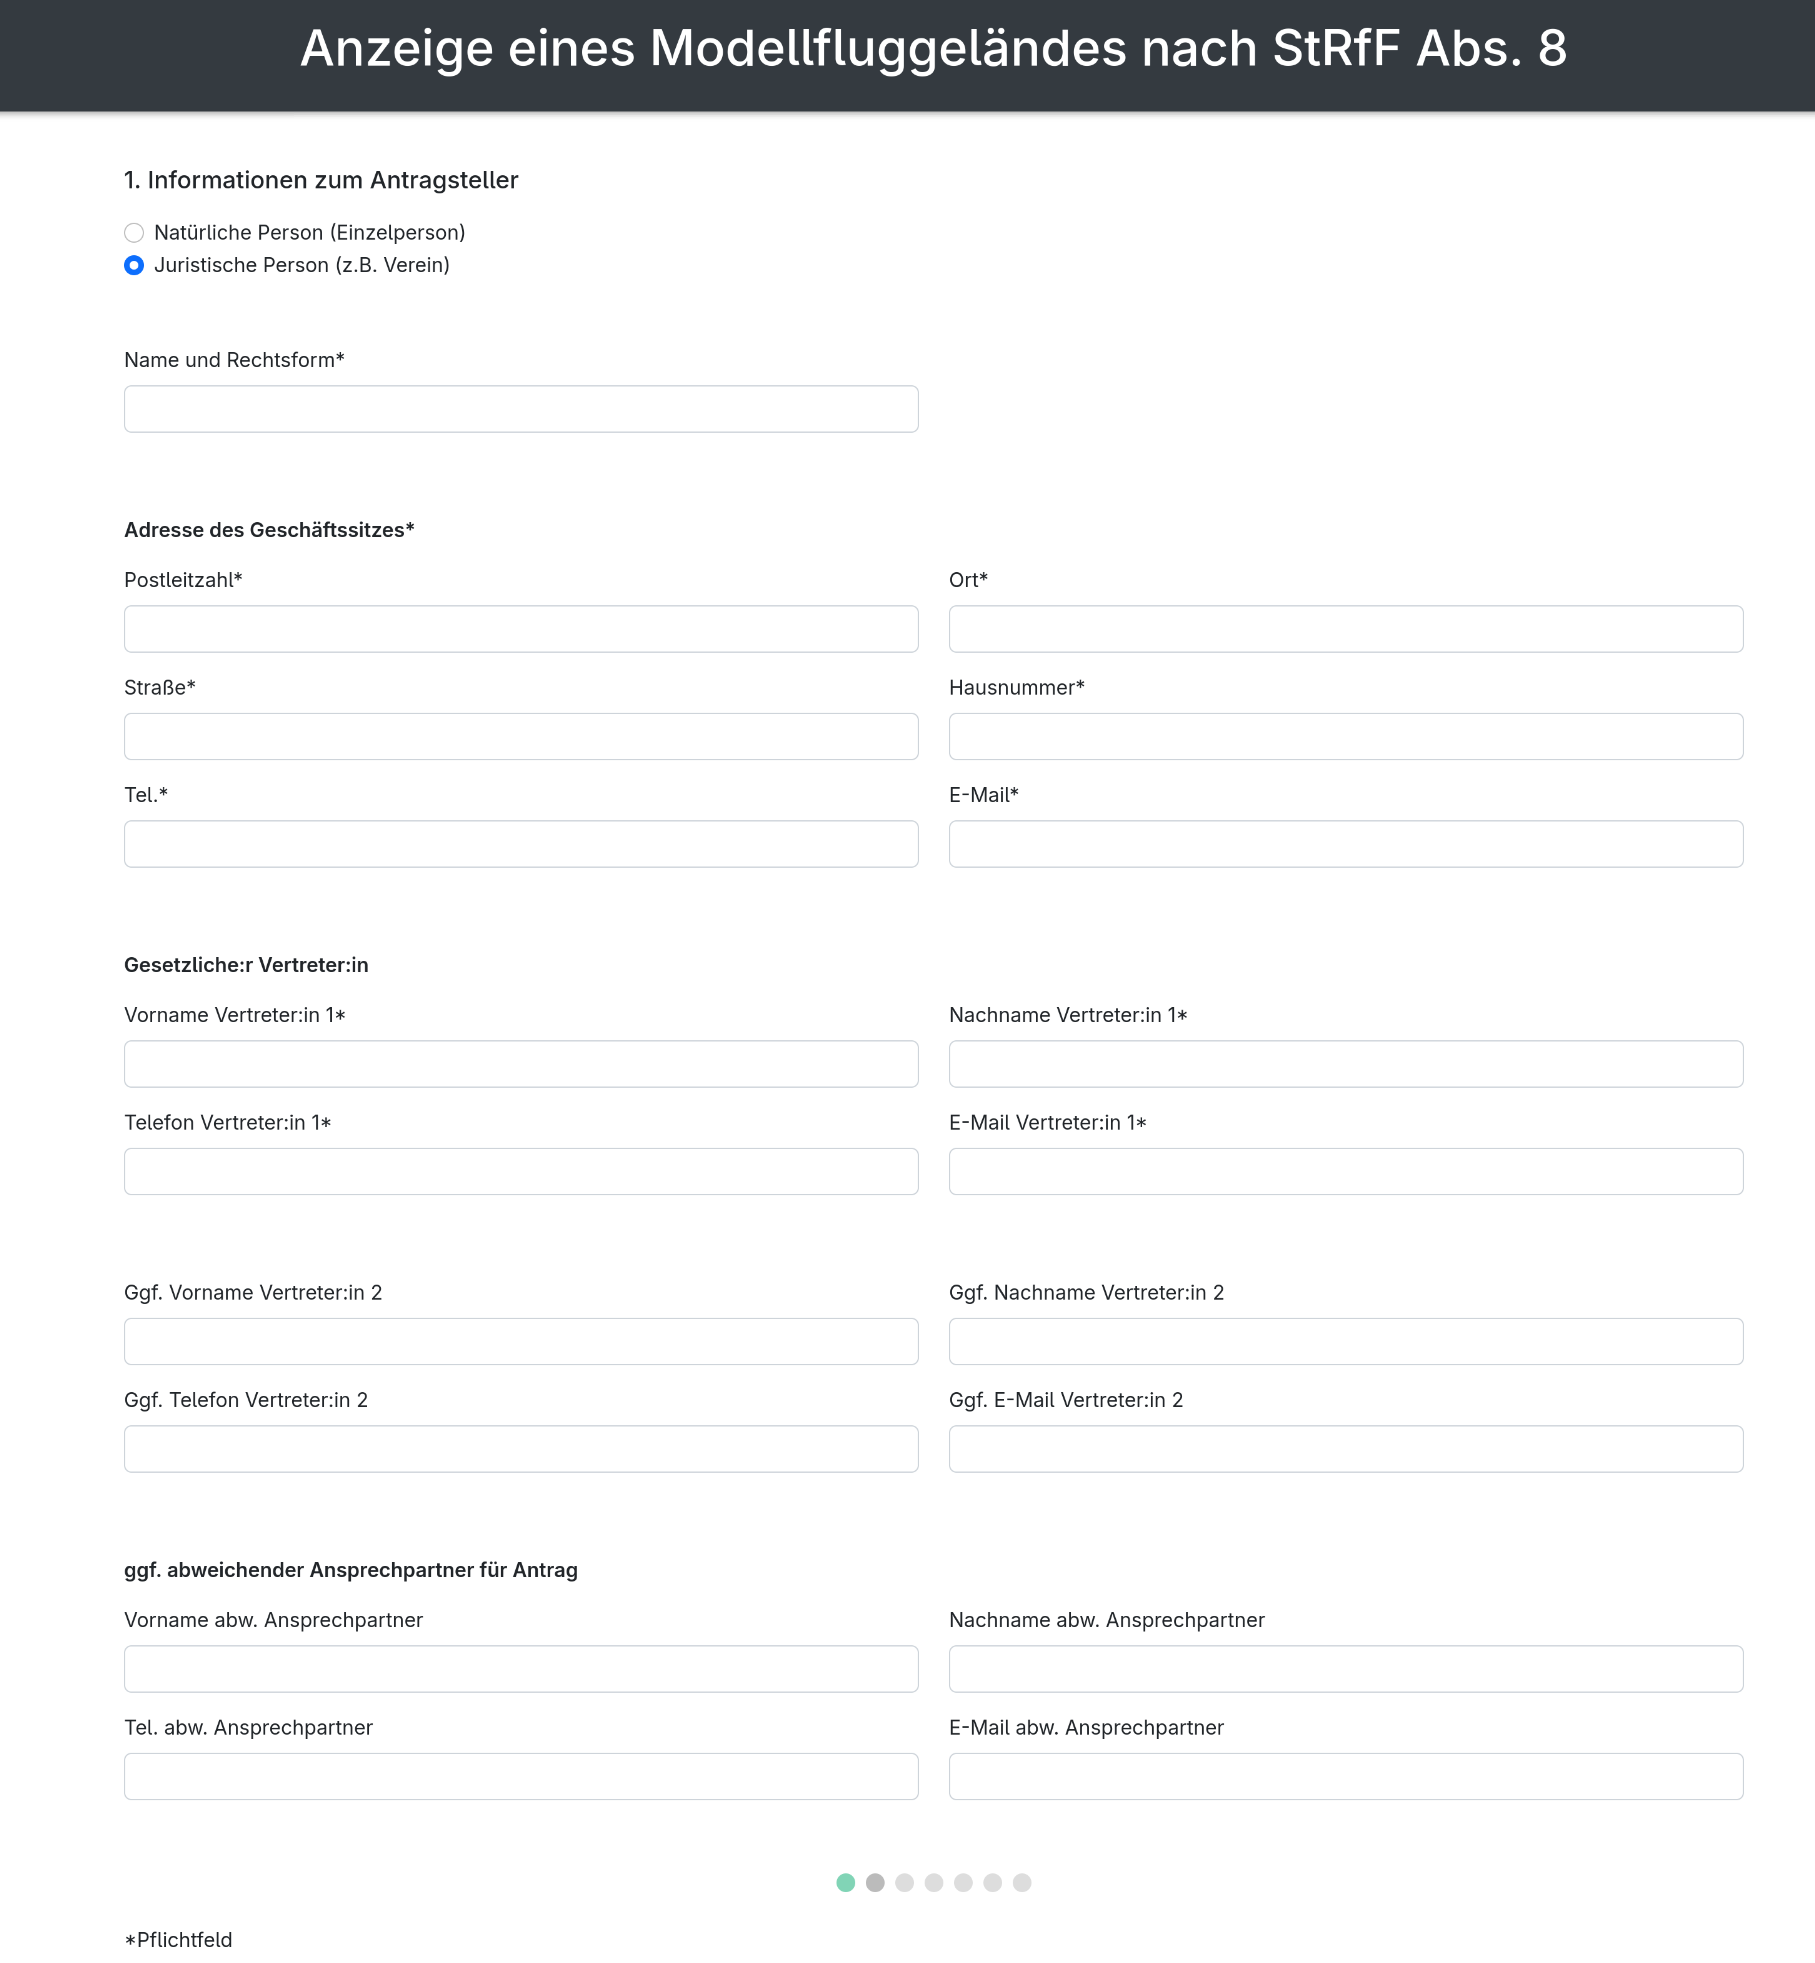 Anzeige eines Modellfluggeländes nach StRfF Abs. 8
1. Informationen zum Antragsteller
Natürliche Person (Einzelperson)
Juristische Person (z.B. Verein)
Name und Rechtsform*
Adresse des Geschäftssitzes*
Postleitzahl*
Ort*
Straße*
Hausnummer*
Tel.*
E-Mail*
Gesetzliche:r Vertreter:in
Vorname Vertreter:in 1*
Nachname Vertreter:in 1*
Telefon Vertreter:in 1*
E-Mail Vertreter:in 1*
Ggf. Vorname Vertreter:in 2
Ggf. Nachname Vertreter:in 2
Ggf. Telefon Vertreter:in 2
Ggf. E-Mail Vertreter:in 2
ggf. abweichender Ansprechpartner für Antrag
Vorname abw. Ansprechpartner
Nachname abw. Ansprechpartner
Tel. abw. Ansprechpartner
E-Mail abw. Ansprechpartner
*Pflichtfeld